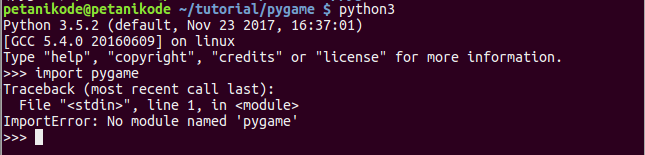 petanikode@petanikode ~/tutorial/pygame $ python3
Python 3.5.2 (default, Nov 23 2017, 16:37:01)
[GCC 5.4.0 20160609] on linux
Type "help", "copyright", "credits" or "license" for more information.
>>> import pygame
Traceback (most recent call last):
  File "<stdin>", line 1, in <module>
ImportError: No module named 'pygame'
>>>